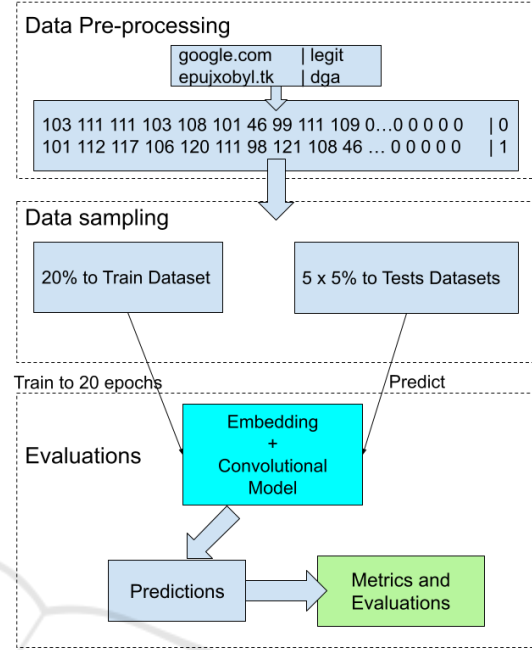 Data Pre-processing
google.com | legit
epujxobyl.tk | dga
103 111 111 103 108 101 46 99 111 109 0...0 0 0 0 0 | 0
101 112 117 106 120 111 98 121 108 46 ... 0 0 0 0 0 | 1
Data sampling
20% to Train Dataset
5 x 5% to Tests Datasets
Train to 20 epochs
Predict
Evaluations
Embedding
+
Convolutional
Model
Predictions
Metrics and
Evaluations